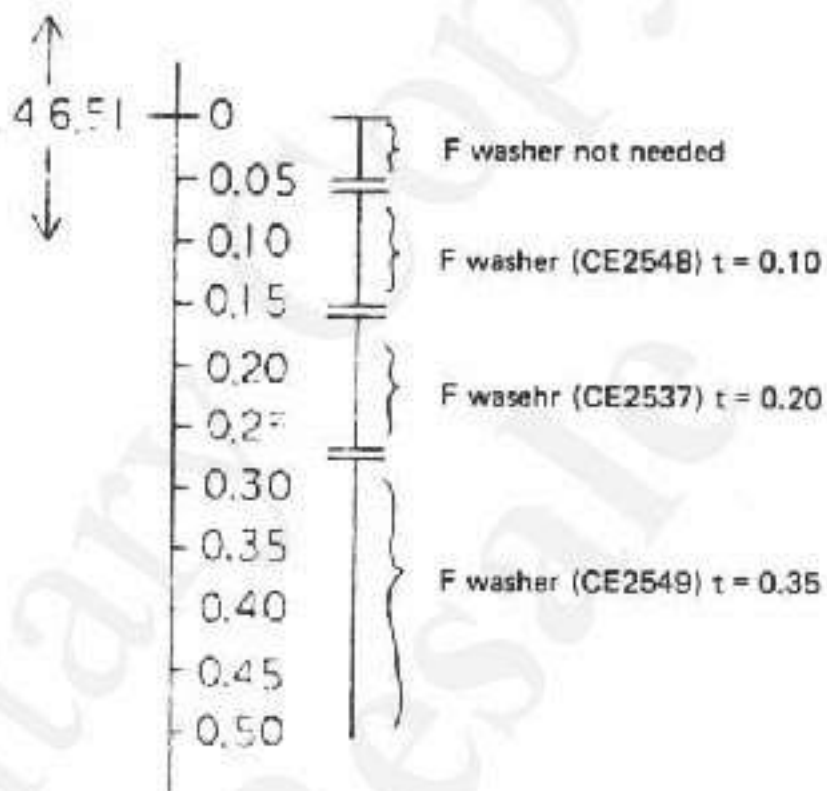 46.51 0
F washer not needed
0.05
0.10
F washer (CE2548) t = 0.10
0.15
0.20
F wasehr (CE2537) t = 0.20
0.30
0.35
F washer (CE2549) t = 0.35
0.40
0.45
0.50